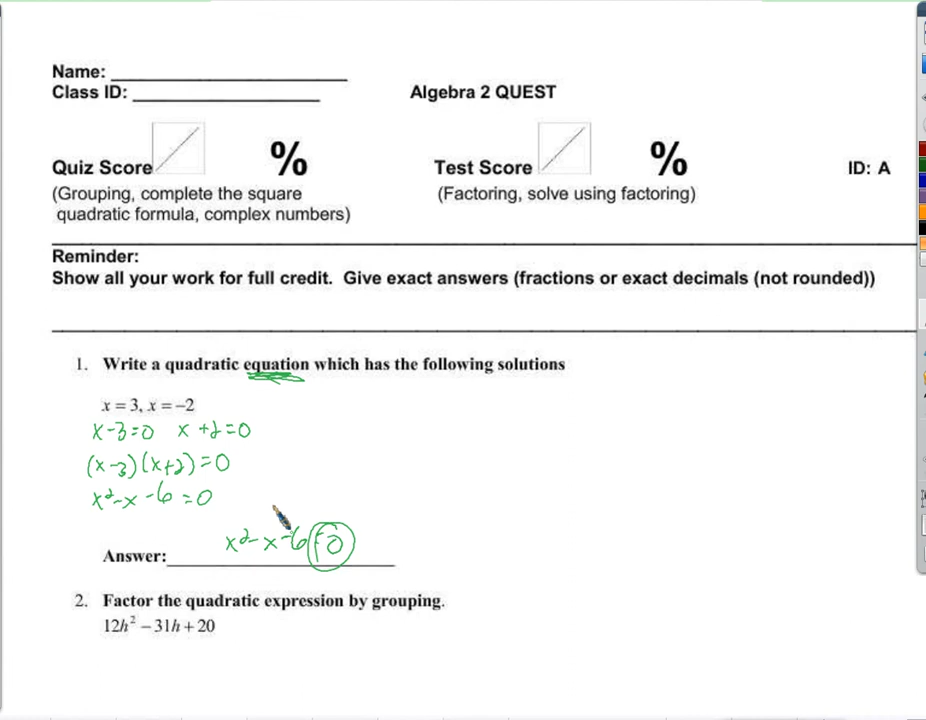 Name: ____________________
Class ID: ________________ Algebra 2 QUEST
Quiz Score % Test Score % ID: A
(Grouping, complete the square (Factoring, solve using factoring)
quadratic formula, complex numbers)
Reminder:
Show all your work for full credit. Give exact answers (fractions or exact decimals (not rounded))
1. Write a quadratic equation which has the following solutions
x = 3, x = −2
x-3=0 x+2=0
(x-3)(x+2)=0
x²-x-6=0
x²-x-6=0
Answer:____________________
2. Factor the quadratic expression by grouping.
12h² − 31h + 20